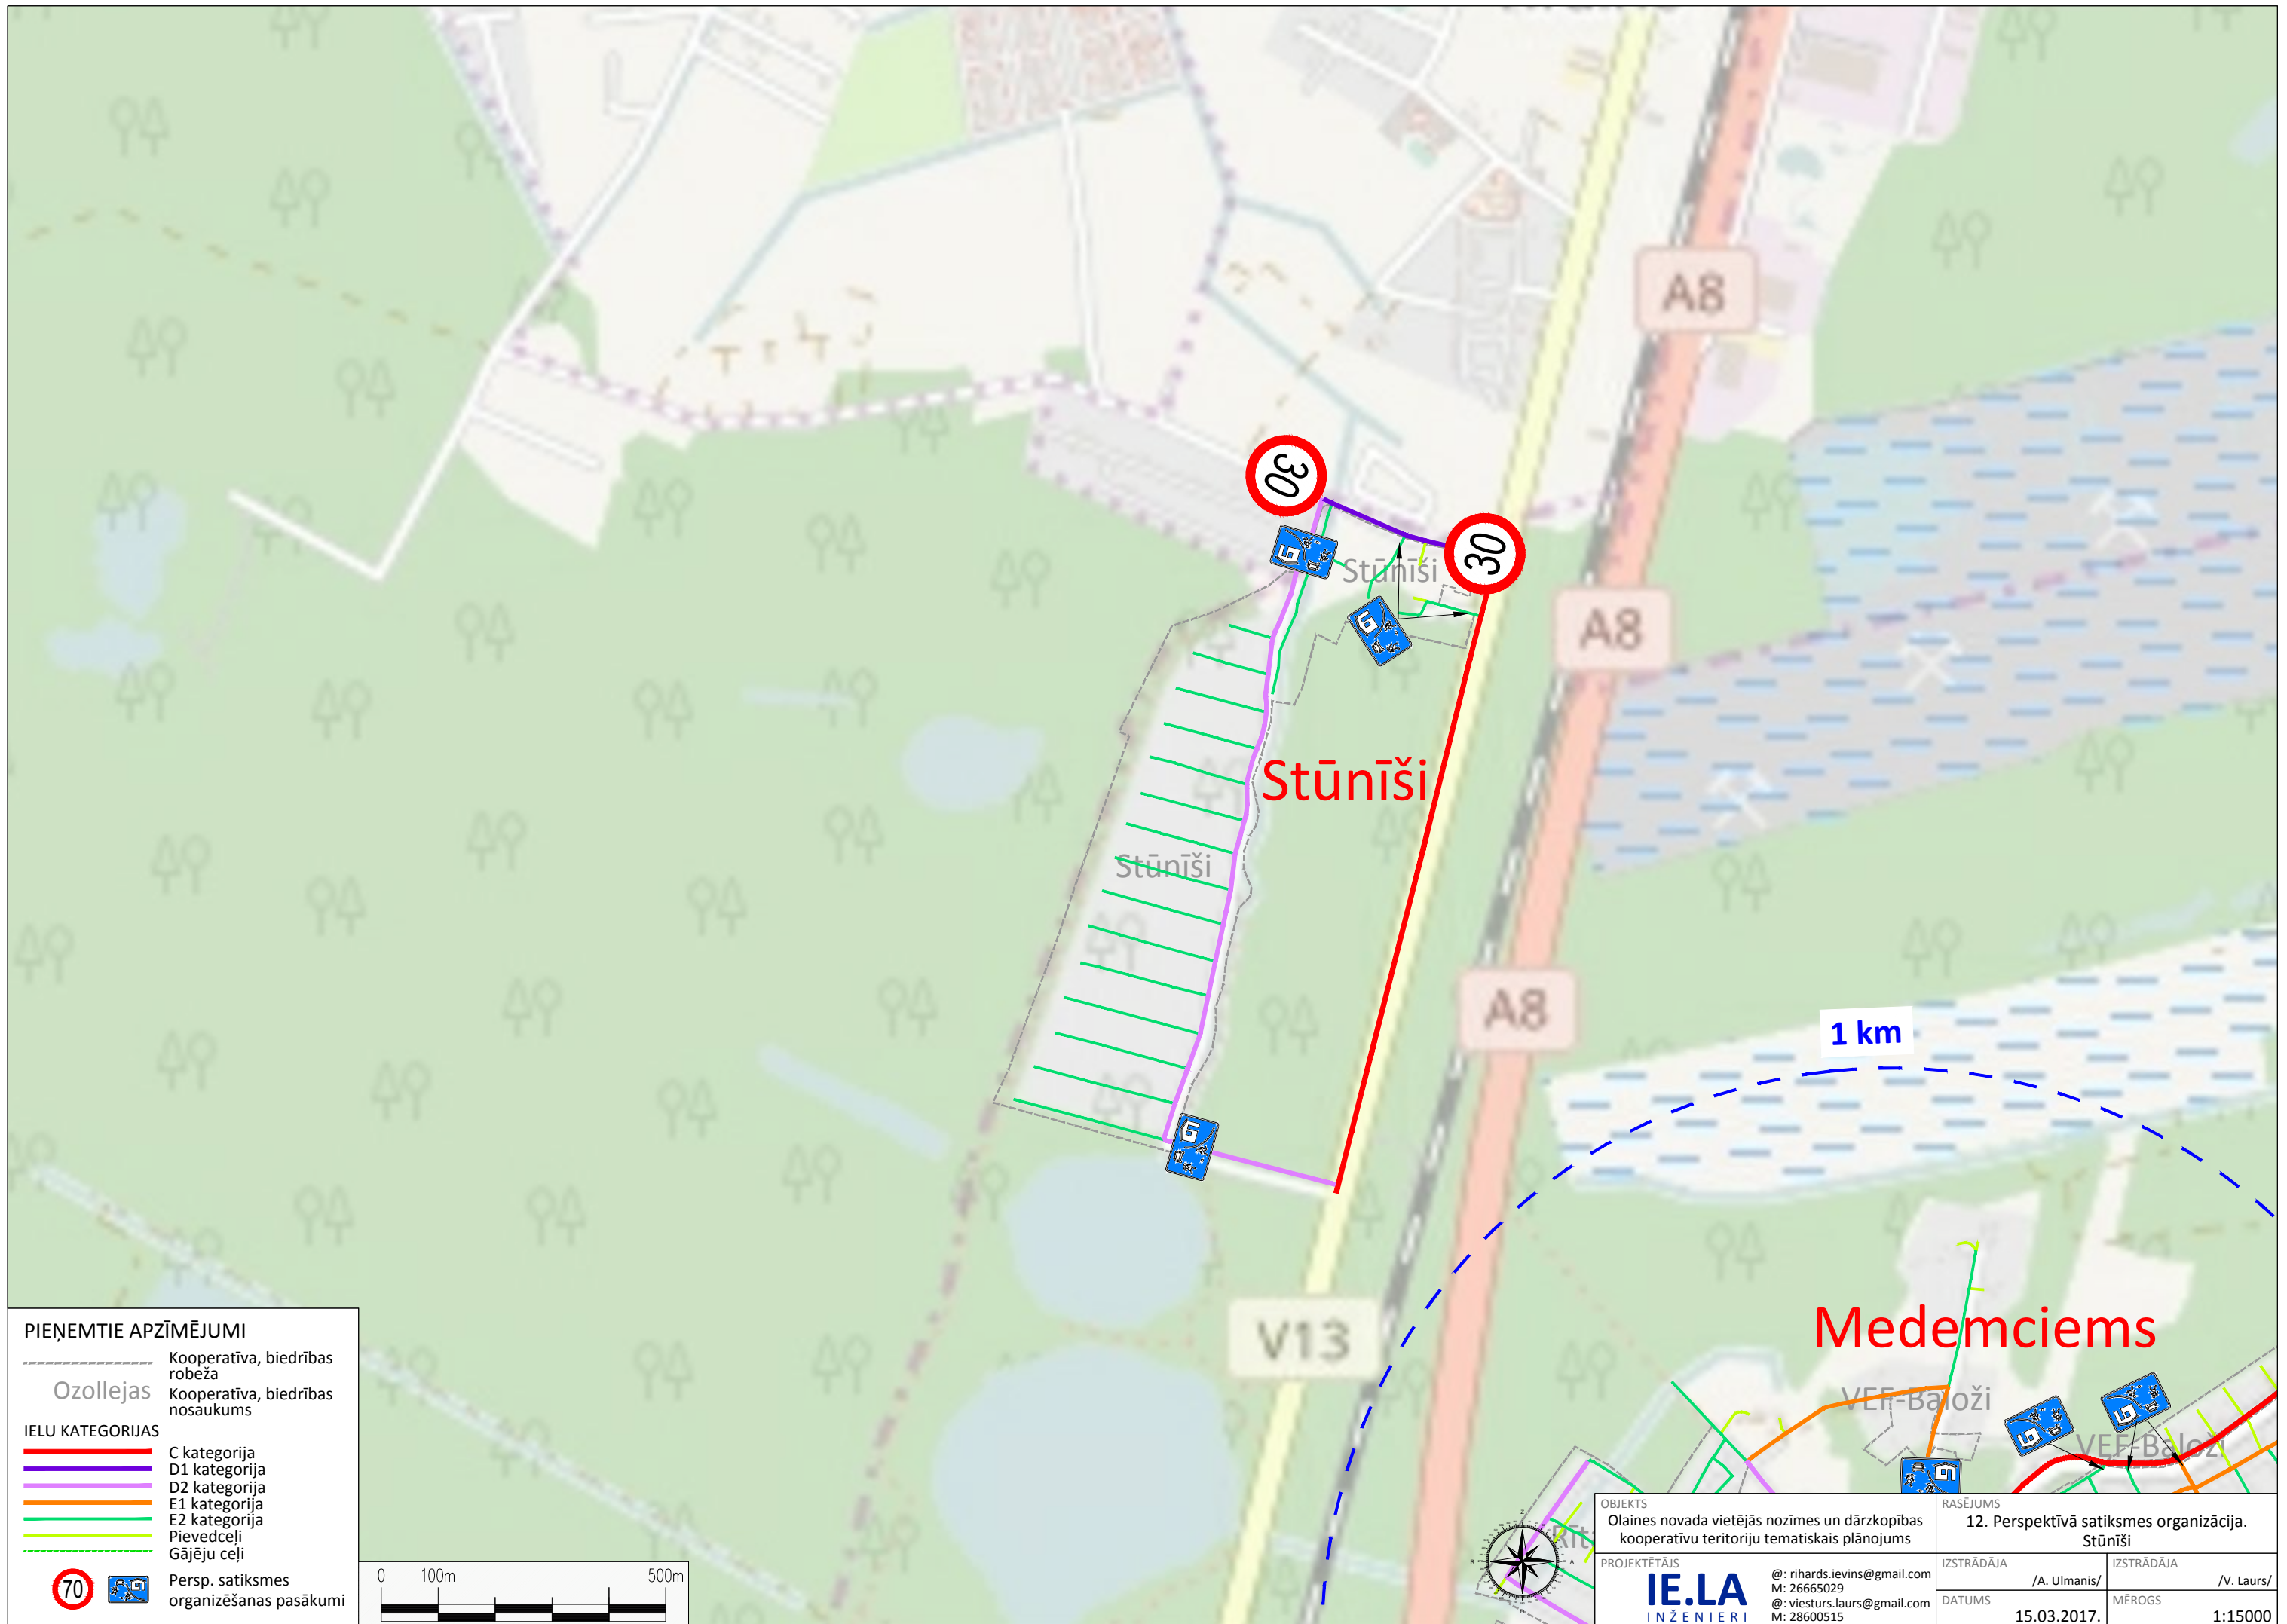 A8
30
30
Stūnīši
A8
Stūnīši
Stūnīši
A8
1 km
V13
Medemciems
VEF-Baloži
VEF-Baloži
PIEŅEMTIE APZĪMĒJUMI
Kooperatīva, biedrības
robeža
Ozollejas
Kooperatīva, biedrības
nosaukums
IELU KATEGORIJAS
C kategorija
D1 kategorija
D2 kategorija
E1 kategorija
E2 kategorija
Pievedceļi
Gājēju ceļi
70
Persp. satiksmes
organizēšanas pasākumi
0 100m 500m
OBJEKTS
Olaines novada vietējās nozīmes un dārzkopības
kooperatīvu teritoriju tematiskais plānojums
RASĒJUMS
12. Perspektīvā satiksmes organizācija.
Stūnīši
PROJEKTĒTĀJS
IE.LA
INŽENIERI
@: rihards.ievins@gmail.com
M: 26665029
@: viesturs.laurs@gmail.com
M: 28600515
IZSTRĀDĀJA
/A. Ulmanis/
IZSTRĀDĀJA
/V. Laurs/
DATUMS
15.03.2017.
MĒROGS
1:15000